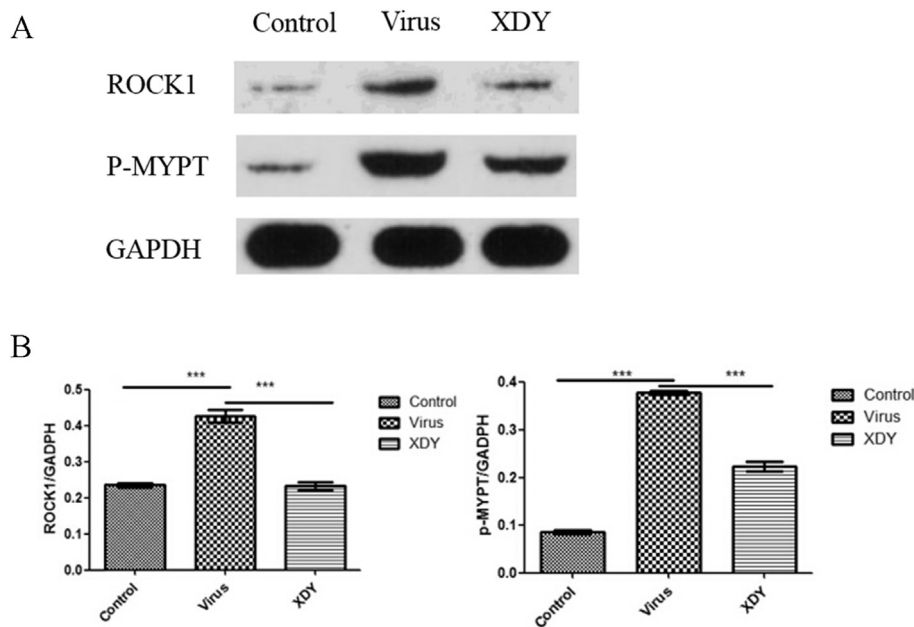 A
Control Virus XDY
ROCK1
P-MYPT
GAPDH
B
***
***
ROCK1/GADPH
0.5
0.4
0.3
0.2
0.1
0.0
Control
Virus
XDY
Control
Virus
XDY
***
***
p-MYPT/GADPH
0.4
0.3
0.2
0.1
0.0
Control
Virus
XDY
Control
Virus
XDY